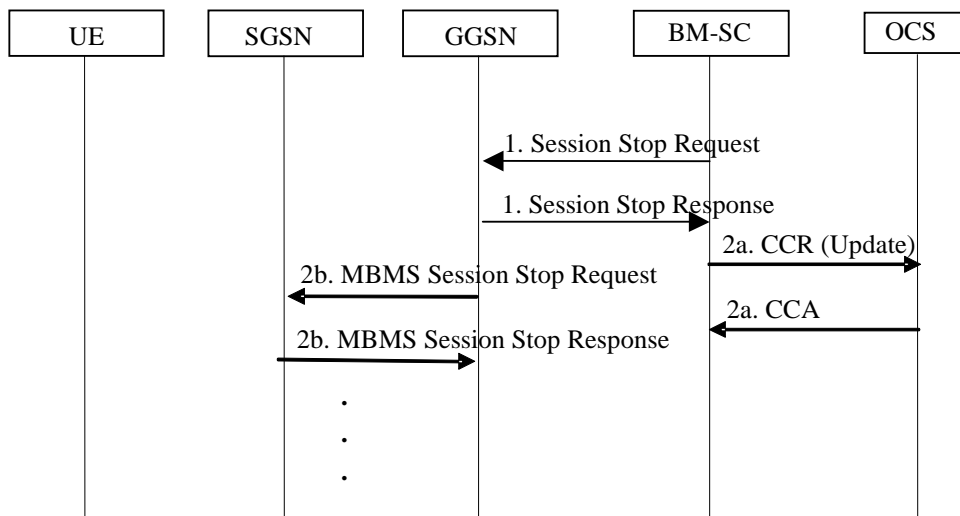 UE
SGSN
GGSN
BM-SC
OCS
1. Session Stop Request
1. Session Stop Response
2a. CCR (Update)
2b. MBMS Session Stop Request
2a. CCA
2b. MBMS Session Stop Response